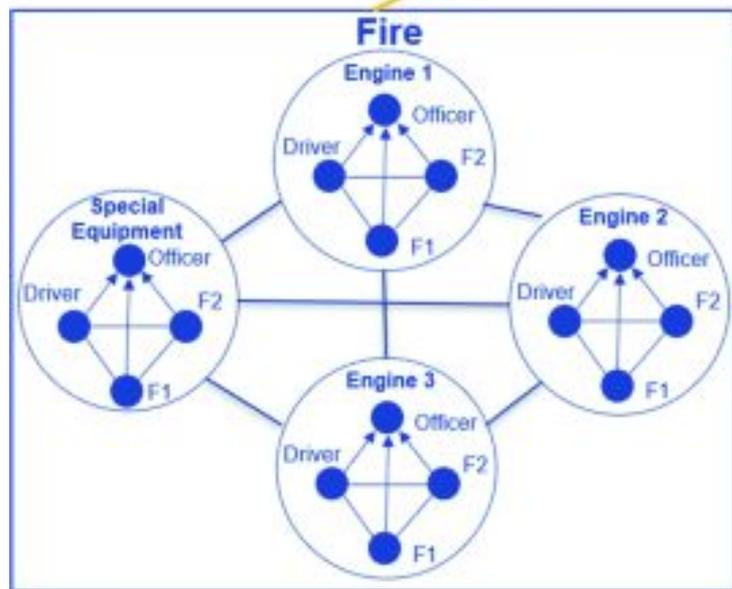 Fire
Engine 1
Officer
Driver
F2
F1
Special
Equipment
Officer
Driver
F2
F1
Engine 2
Officer
Driver
F2
F1
Engine 3
Officer
Driver
F2
F1